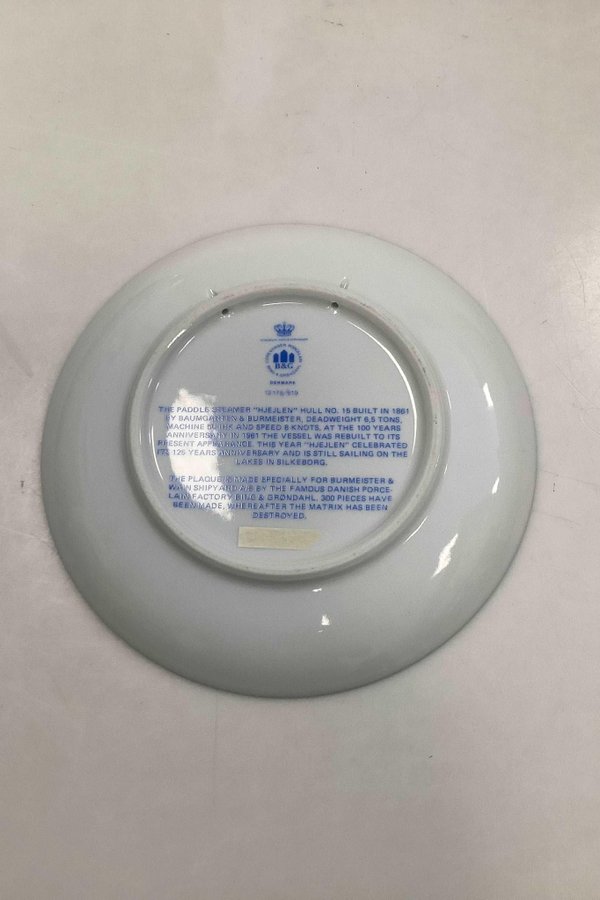 B&G
DENMARK
THE PADDLE STEAMER "HJEJLEN" HULL NO. 15 BUILT IN 1861
BY BAUMGARTEN & BURMEISTER, DEADWEIGHT 6,5 TONS,
MACHINE AND SPEED 8 KNOTS. AT THE 100 YEARS
ANNIVERSARY IN 1961 THE VESSEL WAS REBUILT TO ITS
PRESENT APPEARANCE. THIS YEAR "HJEJLEN" CELEBRATED
ITS 125 YEARS ANNIVERSARY AND IS STILL SAILING ON THE
LAKES IN SILKEBORG.
THE PLAQUE IS MADE SPECIALLY FOR BURMEISTER &
WAIN SHIPYARD A/S BY THE FAMOUS DANISH PORCE-
LAIN FACTORY BING & GRØNDAHL. 300 PIECES HAVE
BEEN MADE, WHEREAFTER THE MATRIX HAS BEEN
DESTROYED.